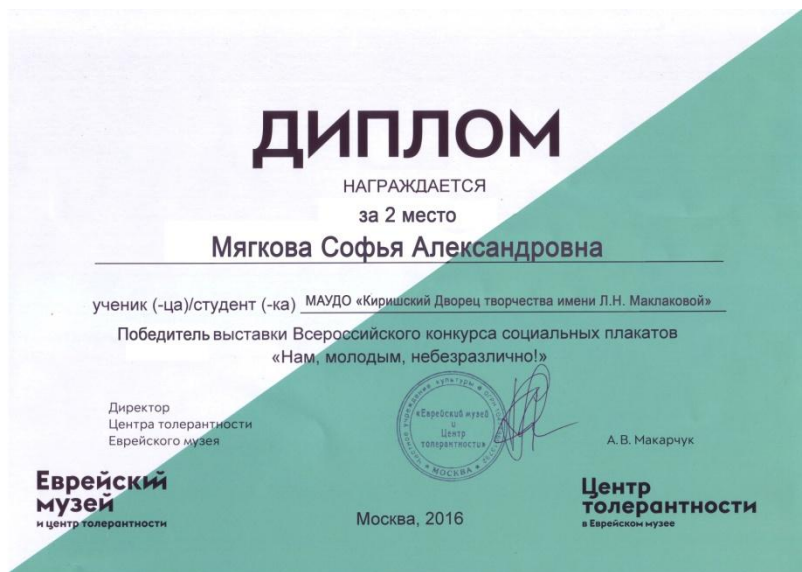 ДИПЛОМ
НАГРАЖДАЕТСЯ
за 2 место
Мягкова Софья Александровна
ученик (-ца)/студент (-ка) МАУДО «Киришский Дворец творчества имени Л.Н. Маклаковой»
Победитель выставки Всероссийского конкурса социальных плакатов
«Нам, молодым, небезразлично!»
Директор
Центра толерантности
Еврейского музея
«Еврейский музей
и
Центр
толерантности»
МОСКВА
А.В. Макарчук
Еврейский
музей
и центр толерантности
Центр
толерантности
в Еврейском музее
Москва, 2016